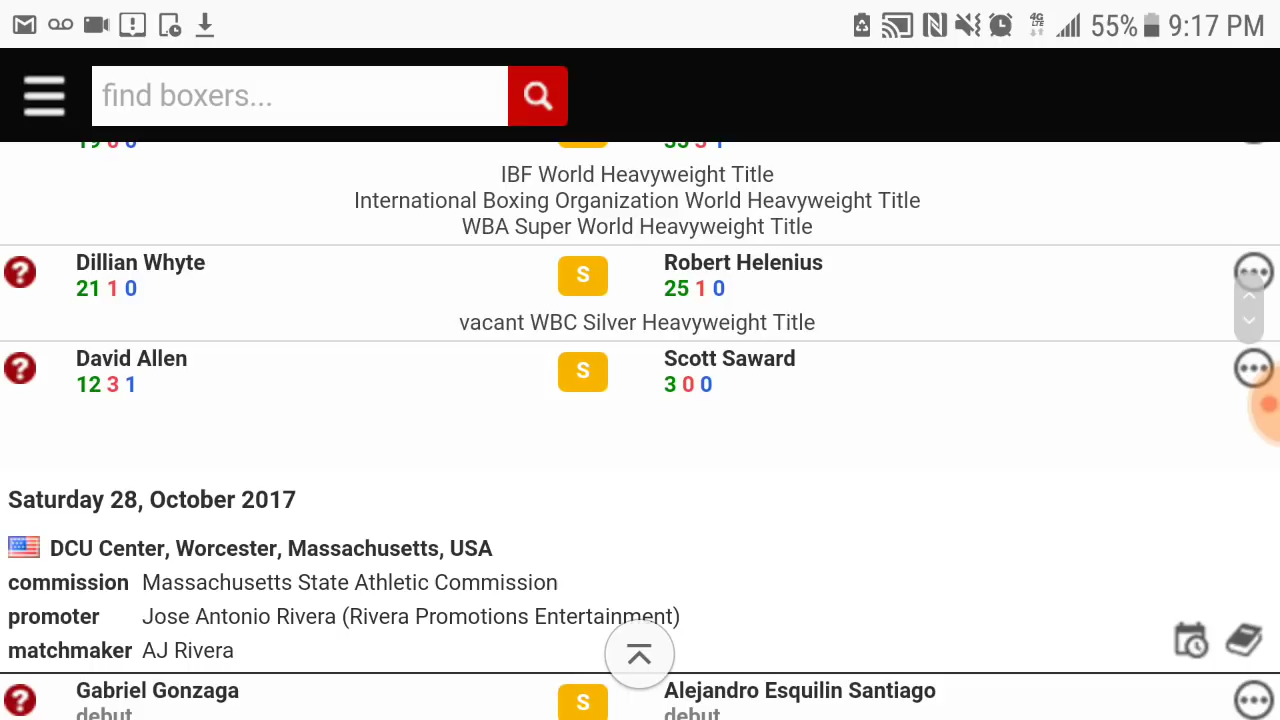 55% 9:17 PM
find boxers...
IBF World Heavyweight Title
International Boxing Organization World Heavyweight Title
WBA Super World Heavyweight Title
Dillian Whyte S Robert Helenius
21 1 0 25 1 0
vacant WBC Silver Heavyweight Title
David Allen S Scott Saward
12 3 1 3 0 0
Saturday 28, October 2017
DCU Center, Worcester, Massachusetts, USA
commission Massachusetts State Athletic Commission
promoter Jose Antonio Rivera (Rivera Promotions Entertainment)
matchmaker AJ Rivera
Gabriel Gonzaga S Alejandro Esquilin Santiago
debut debut